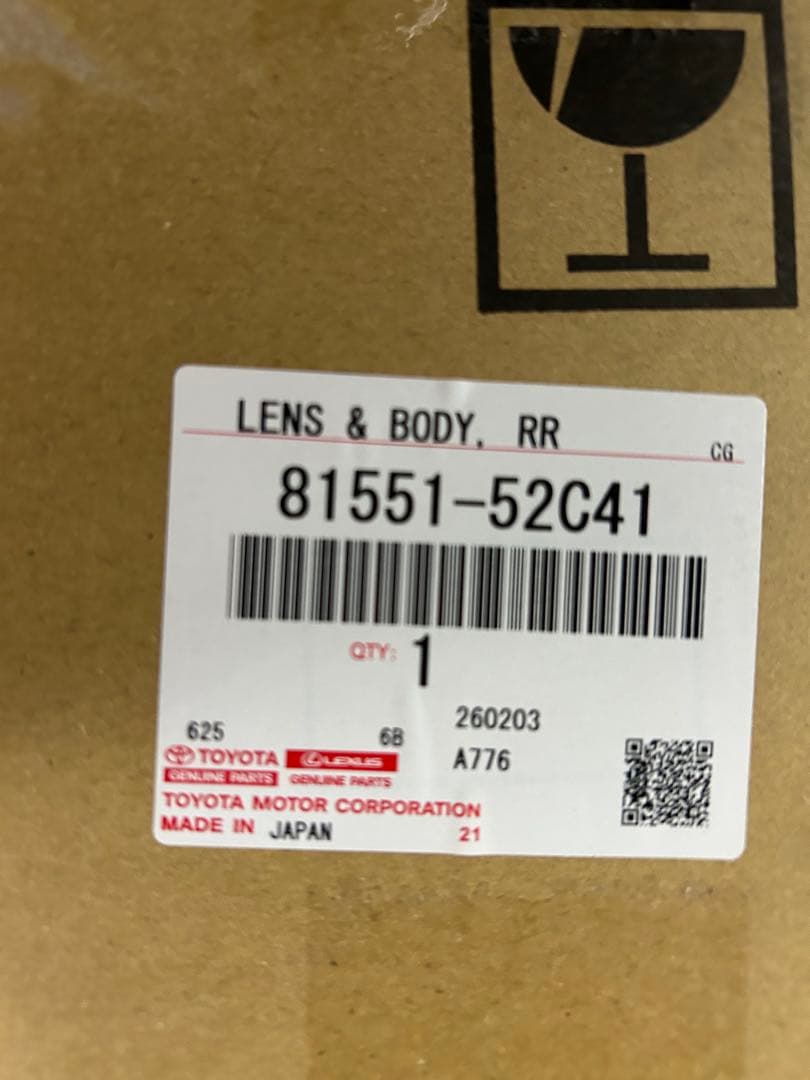 LENS & BODY, RR
CG
81551-52C41
QTY: 1
260203
625 6B
A776
TOYOTA LEXUS
GENUINE PARTS GENUINE PARTS
TOYOTA MOTOR CORPORATION
MADE IN JAPAN 21